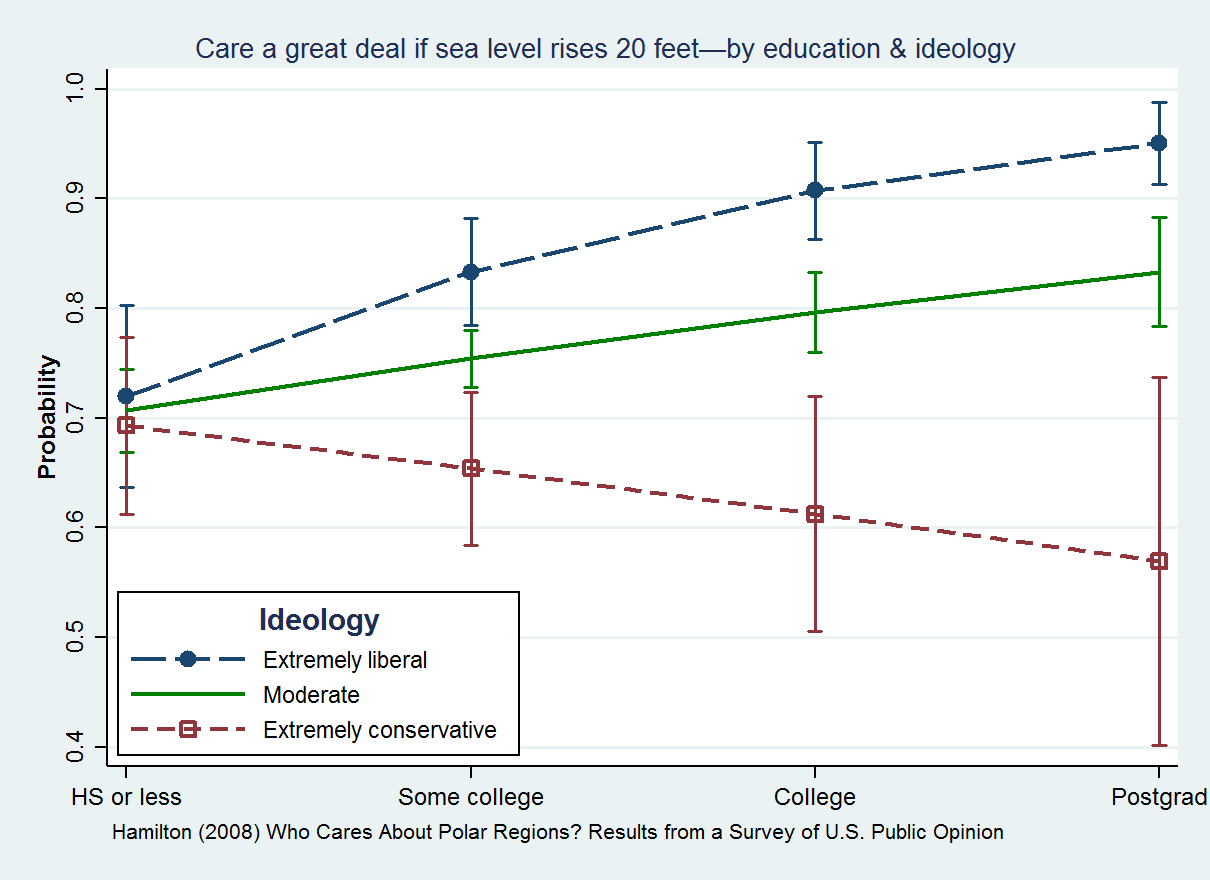 Care a great deal if sea level rises 20 feet—by education & ideology
1.0
0.9
0.8
0.7
0.6
0.5
0.4
Probability
Ideology
Extremely liberal
Moderate
Extremely conservative
HS or less
Some college
College
Postgrad
Hamilton (2008) Who Cares About Polar Regions? Results from a Survey of U.S. Public Opinion